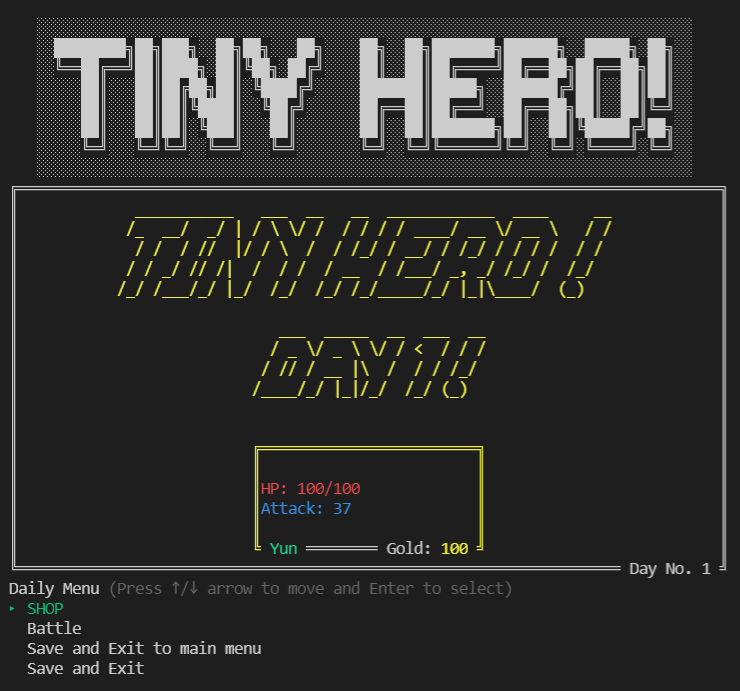 TINY HERO!
TINY HERO !
DAY 1!
HP: 100/100
Attack: 37
Yun Gold: 100
Day No. 1
Daily Menu (Press ↑/↓ arrow to move and Enter to select)
▸ SHOP
Battle
Save and Exit to main menu
Save and Exit